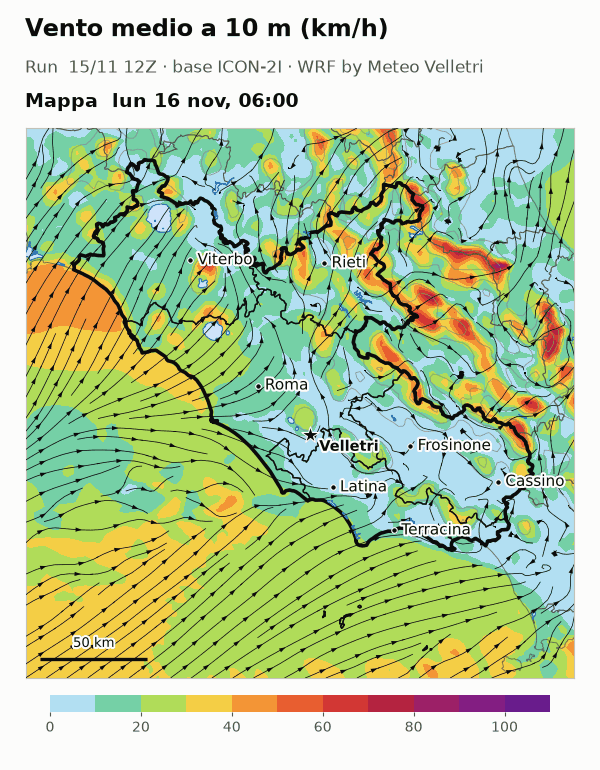 Vento medio a 10 m (km/h)
Run  15/11 12Z · base ICON-2I · WRF by Meteo Velletri
Mappa  lun 16 nov, 06:00
Viterbo
Rieti
Roma
Velletri
Frosinone
Cassino
Latina
Terracina
50 km
0 20 40 60 80 100